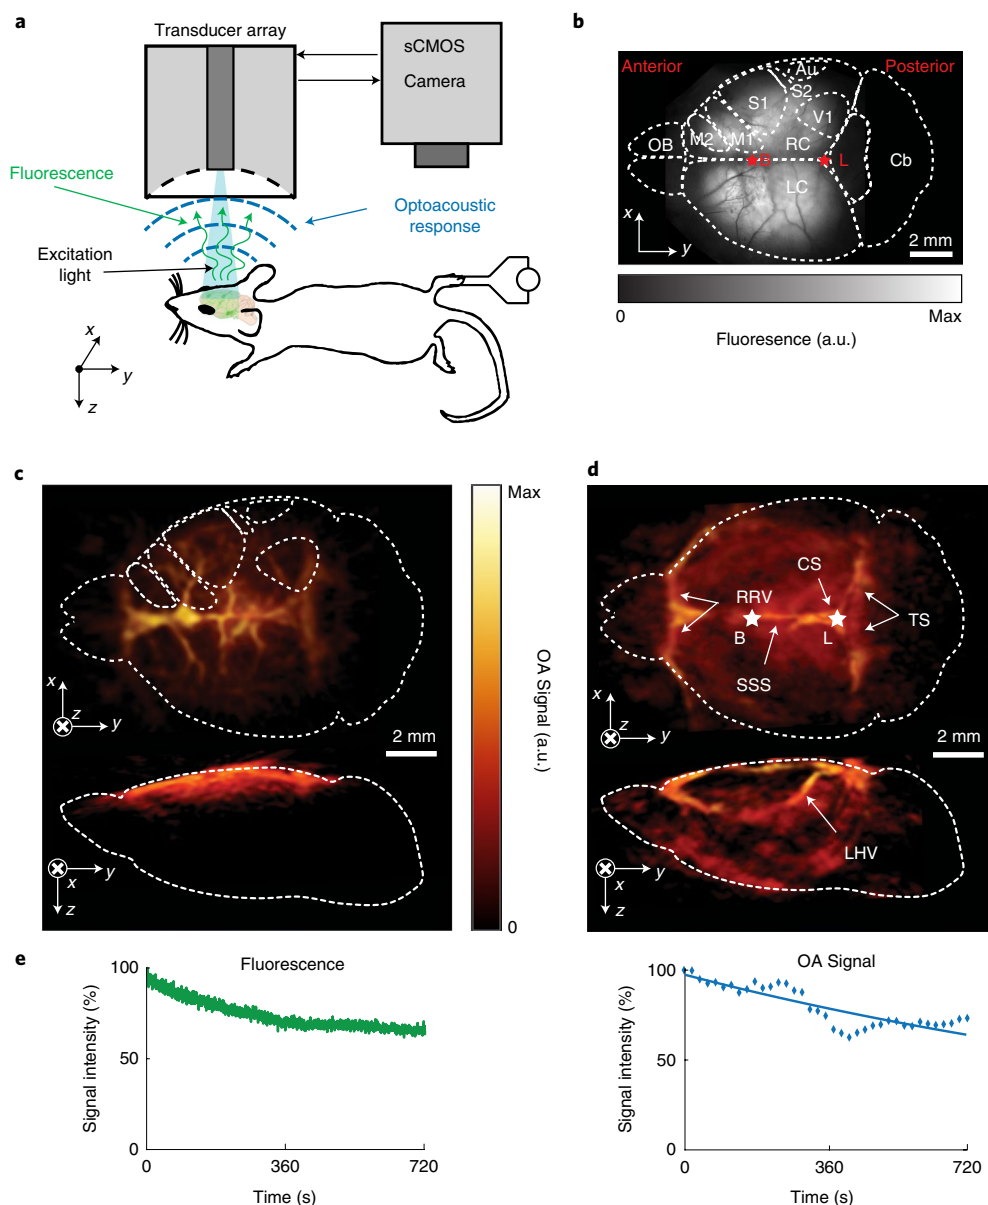 a
Transducer array
sCMOS
Camera
Fluorescence
Optoacoustic
response
Excitation
light
x
y
z
b
Anterior
Posterior
Au
S2
S1
V1
OB
M2
M1
RC
B
L
Cb
LC
x
y
2 mm
0
Max
Fluoresence (a.u.)
c
Max
OA Signal (a.u.)
0
x
z
y
2 mm
x
y
z
d
CS
RRV
B
L
TS
SSS
x
z
y
2 mm
LHV
x
y
z
e
Fluorescence
Signal intensity (%)
100
50
0
0
360
720
Time (s)
OA Signal
Signal intensity (%)
100
50
0
0
360
720
Time (s)